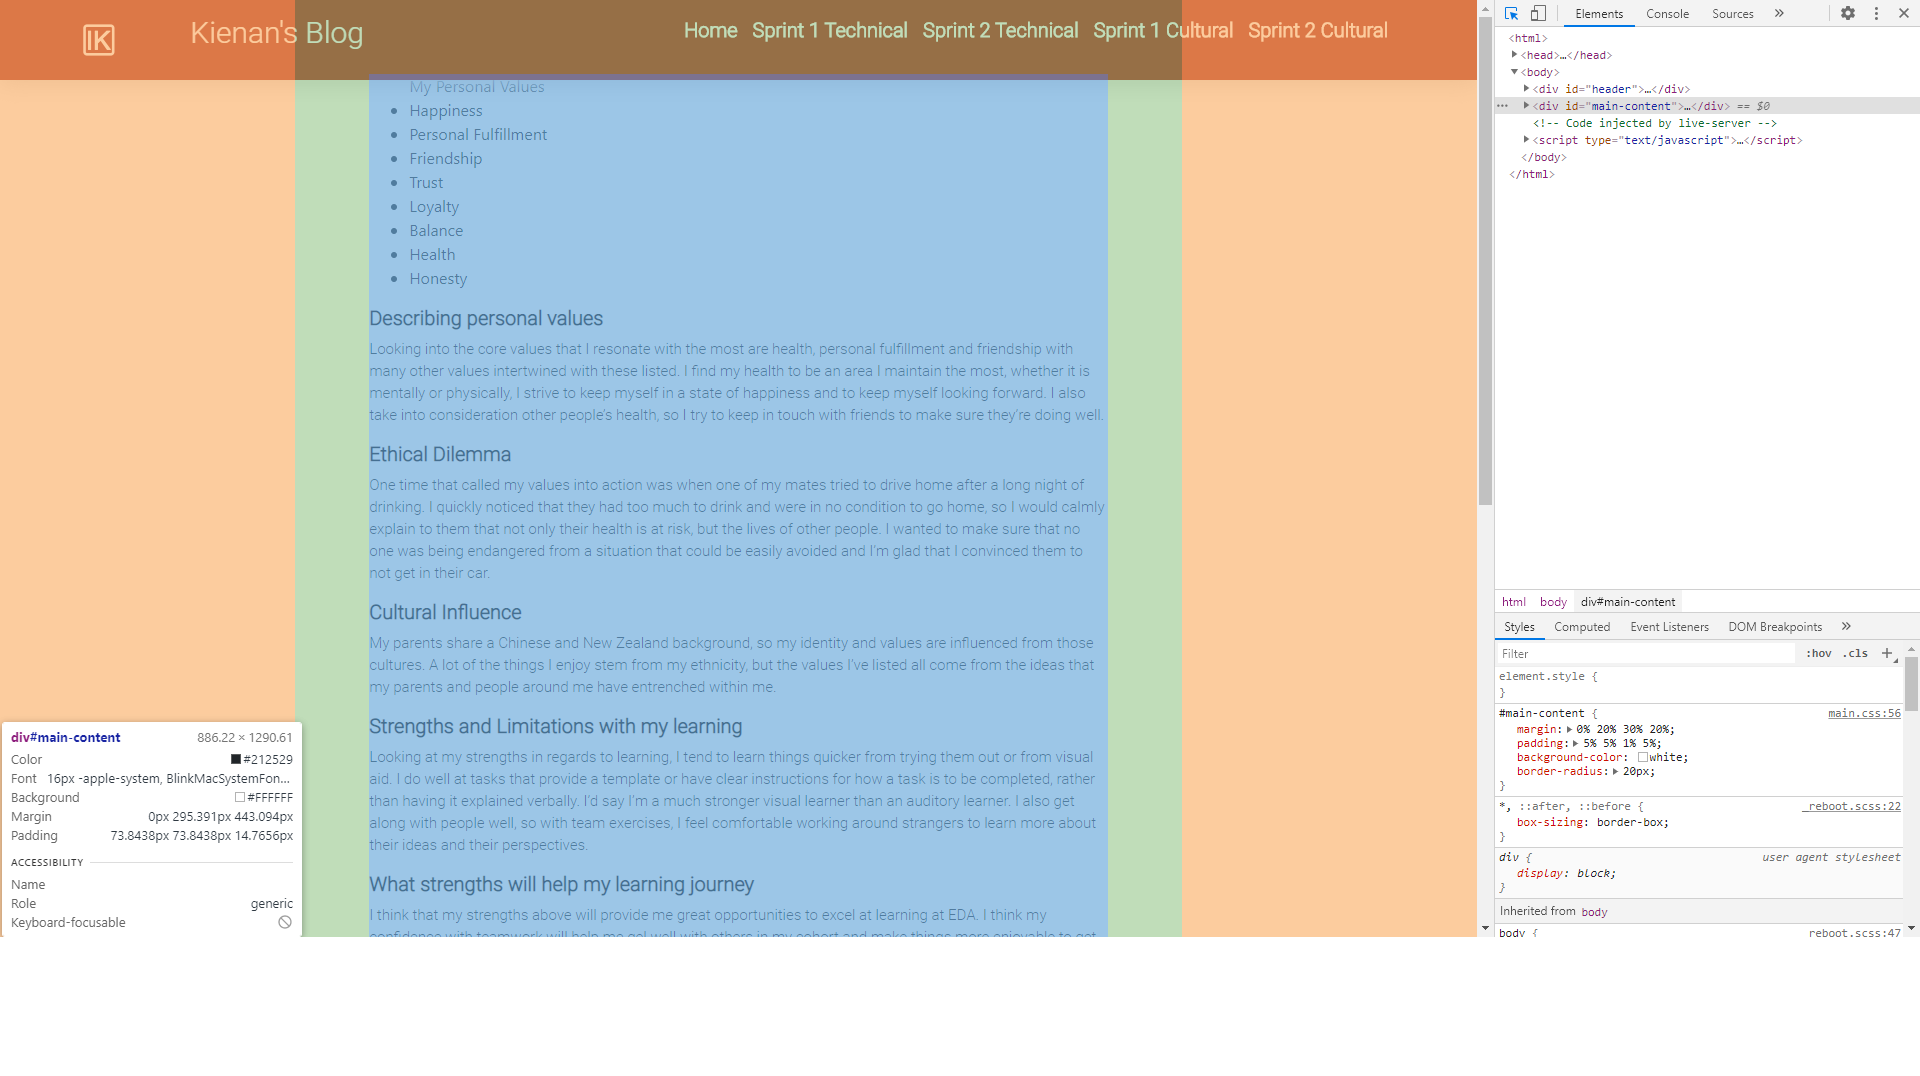 IK
Kienan's Blog
Home Sprint 1 Technical Sprint 2 Technical Sprint 1 Cultural Sprint 2 Cultural
My Personal Values
Happiness
Personal Fulfillment
Friendship
Trust
Loyalty
Balance
Health
Honesty
Describing personal values
Looking into the core values that I resonate with the most are health, personal fulfillment and friendship with
many other values intertwined with these listed. I find my health to be an area I maintain the most, whether it is
mentally or physically, I strive to keep myself in a state of happiness and to keep myself looking forward. I also
take into consideration other people's health, so I try to keep in touch with friends to make sure they're doing well.
Ethical Dilemma
One time that called my values into action was when one of my mates tried to drive home after a long night of
drinking. I quickly noticed that they had too much to drink and were in no condition to go home, so I would calmly
explain to them that not only their health is at risk, but the lives of other people. I wanted to make sure that no
one was being endangered from a situation that could be easily avoided and I'm glad that I convinced them to
not get in their car.
Cultural Influence
My parents share a Chinese and New Zealand background, so my identity and values are influenced from those
cultures. A lot of the things I enjoy stem from my ethnicity, but the values I've listed all come from the ideas that
my parents and people around me have entrenched within me.
Strengths and Limitations with my learning
Looking at my strengths in regards to learning, I tend to learn things quicker from trying them out or from visual
aid. I do well at tasks that provide a template or have clear instructions for how a task is to be completed, rather
than having it explained verbally. I'd say I'm a much stronger visual learner than an auditory learner. I also get
along with people well, so with team exercises, I feel comfortable working around strangers to learn more about
their ideas and their perspectives.
What strengths will help my learning journey
I think that my strengths above will provide me great opportunities to excel at learning at EDA. I think my
confidence with teamwork will help me gel well with others in my cohort and make things more enjoyable to get
div#main-content 886.22 × 1290.61
Color #212529
Font 16px -apple-system, BlinkMacSystemFon...
Background #FFFFFF
Margin 0px 295.391px 443.094px
Padding 73.8438px 73.8438px 14.7656px
ACCESSIBILITY
Name
Role generic
Keyboard-focusable
Elements Console Sources »
<html>
<head>…</head>
<body>
<div id="header">…</div>
<div id="main-content">…</div> == $0
<!-- Code injected by live-server -->
<script type="text/javascript">…</script>
</body>
</html>
html body div#main-content
Styles Computed Event Listeners DOM Breakpoints »
Filter :hov .cls +
element.style {
}
#main-content { main.css:56
margin: 0% 20% 30% 20%;
padding: 5% 5% 1% 5%;
background-color: white;
border-radius: 20px;
}
*, ::after, ::before { _reboot.scss:22
box-sizing: border-box;
}
div { user agent stylesheet
display: block;
}
Inherited from body
body { reboot.scss:47